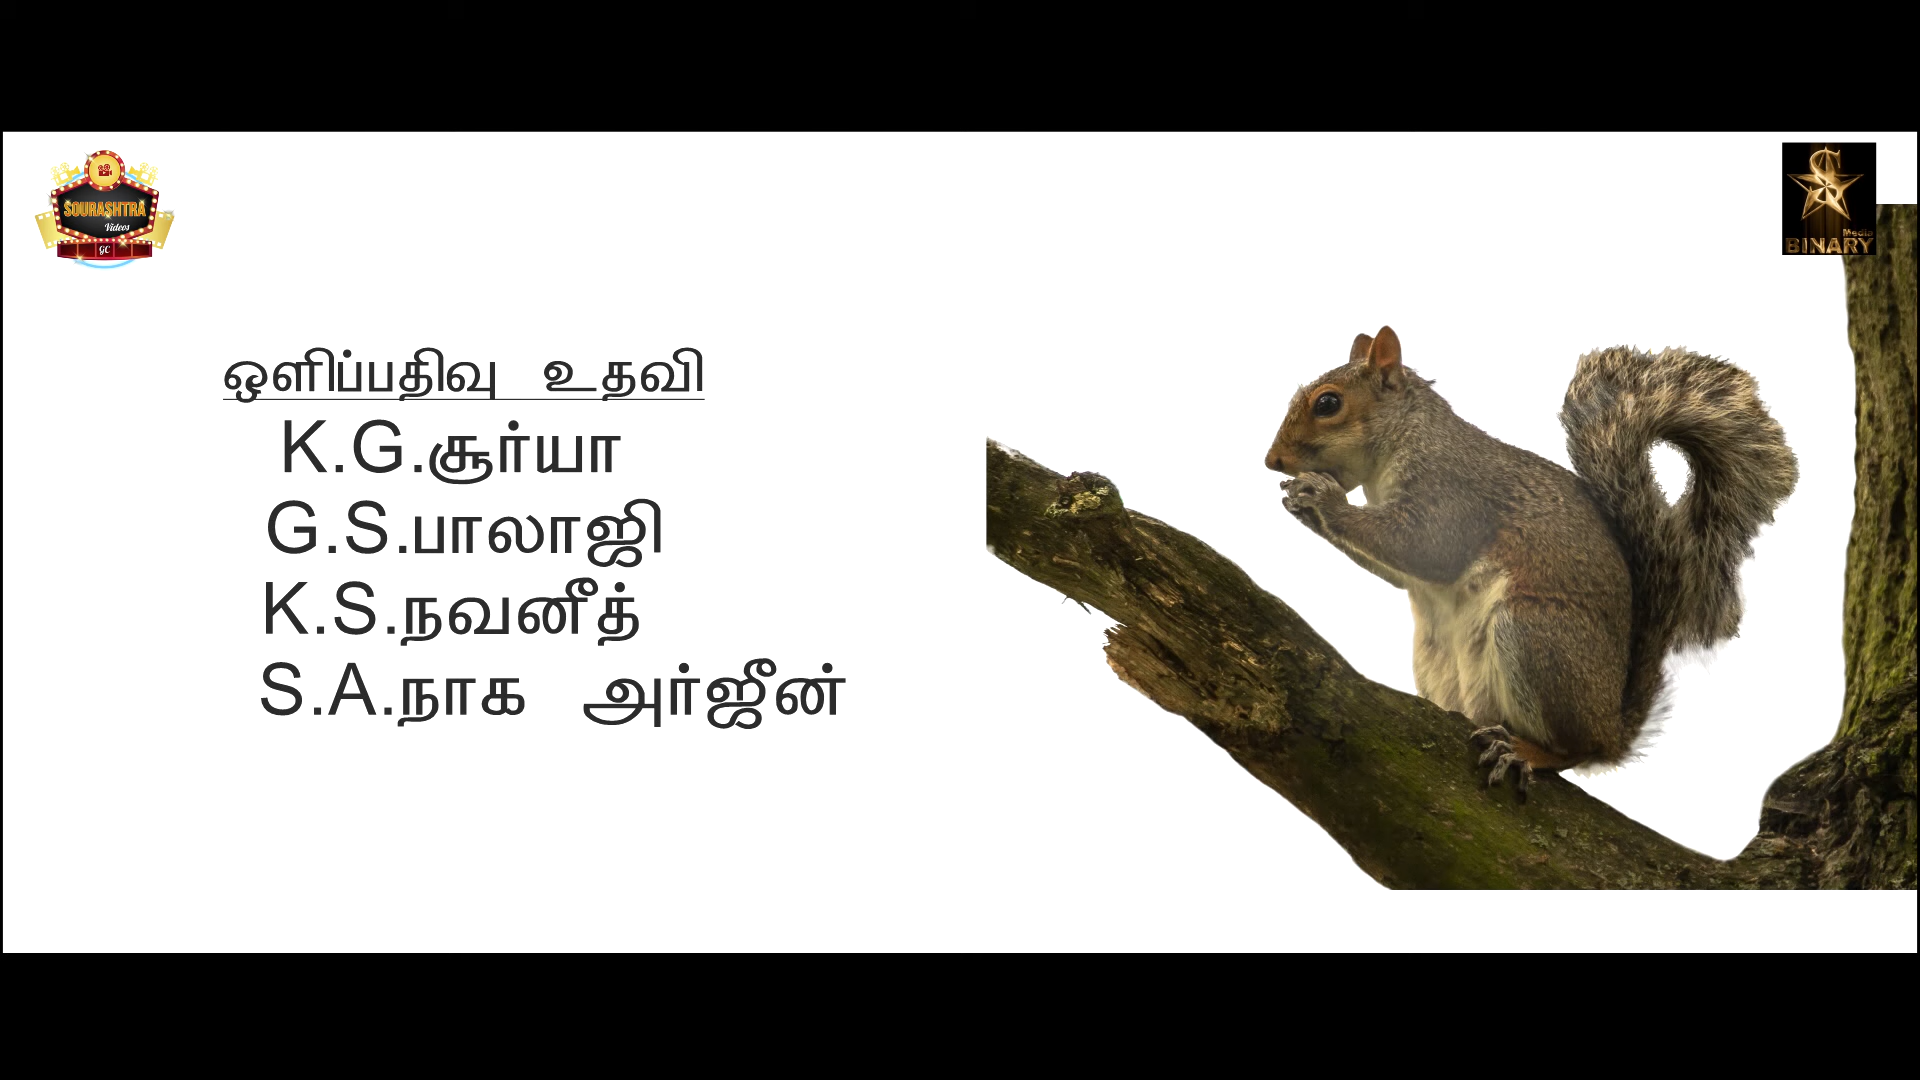 SOURASHTRA
Videos
GC
Media
BINARY
ஒளிப்பதிவு உதவி
K.G.சூர்யா
G.S.பாலாஜி
K.S.நவனீத்
S.A.நாக அர்ஜீன்